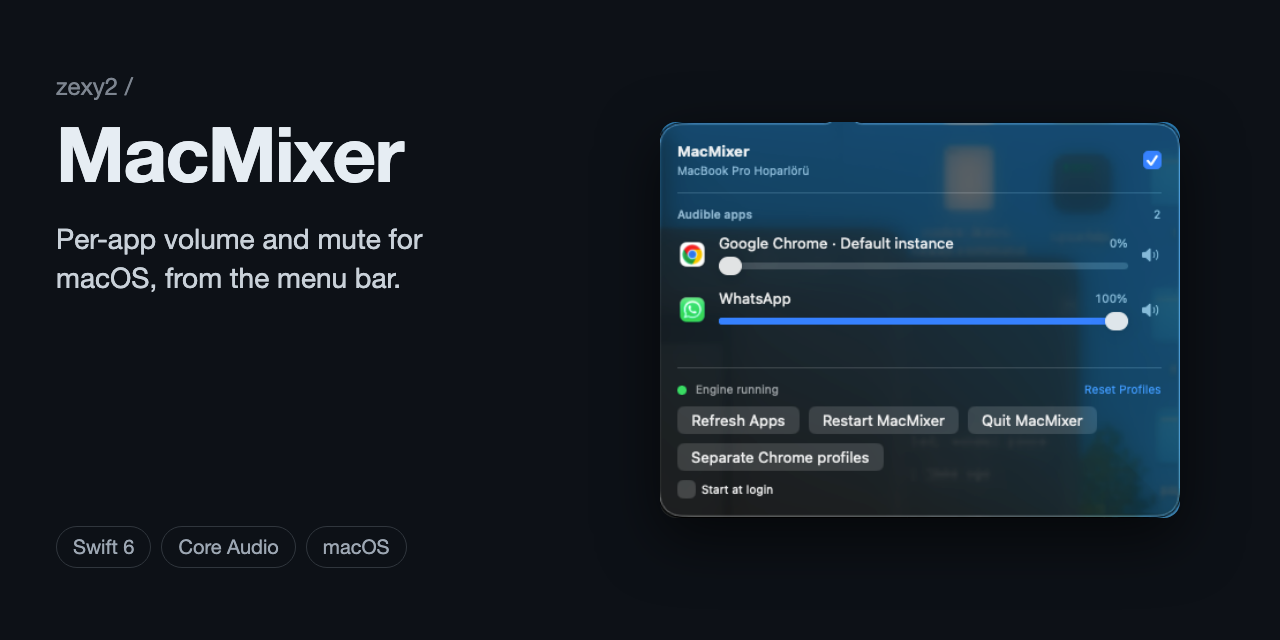 zexy2 /
MacMixer
Per-app volume and mute for
macOS, from the menu bar.
Swift 6
Core Audio
macOS
MacMixer
MacBook Pro Hoparlörü
Audible apps
2
Google Chrome · Default instance
0%
WhatsApp
100%
Engine running
Reset Profiles
Refresh Apps
Restart MacMixer
Quit MacMixer
Separate Chrome profiles
Start at login